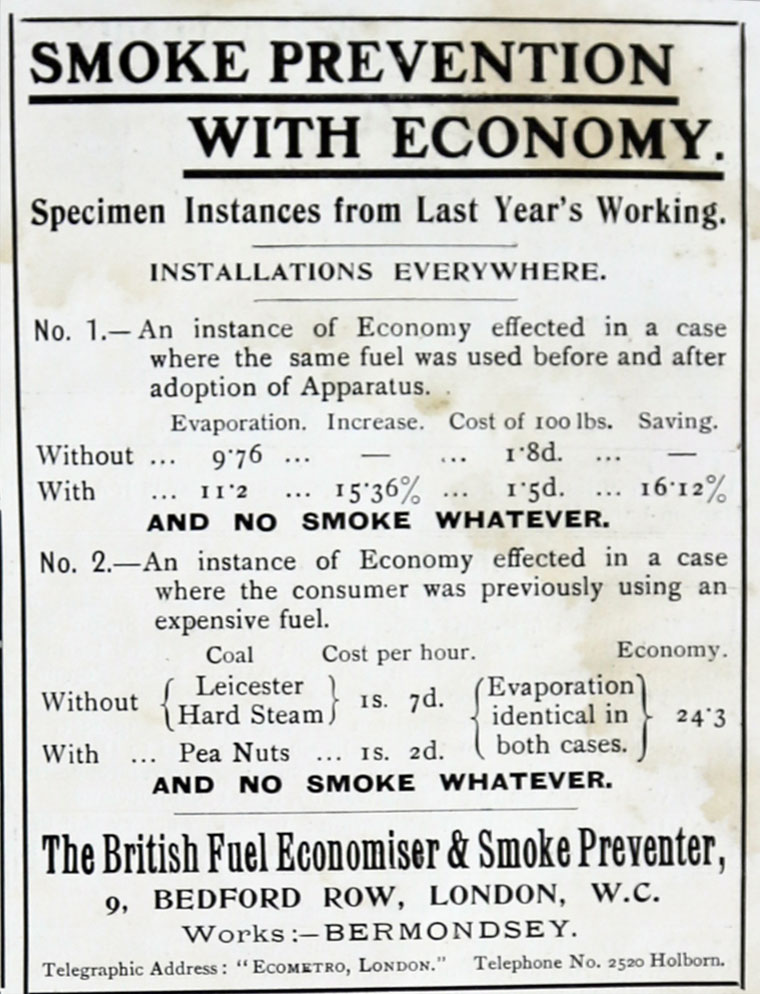 SMOKE PREVENTION
WITH ECONOMY.
Specimen Instances from Last Year's Working.
INSTALLATIONS EVERYWHERE.
No. 1.—An instance of Economy effected in a case
where the same fuel was used before and after
adoption of Apparatus.
Evaporation. Increase. Cost of 100 lbs. Saving.
Without ... 9·76 ... — ... 1·8d. ... —
With ... 11·2 ... 15·36% ... 1·5d. ... 16·12%
AND NO SMOKE WHATEVER.
No. 2.—An instance of Economy effected in a case
where the consumer was previously using an
expensive fuel.
Coal Cost per hour. Economy.
Without { Leicester Hard Steam } 1s. 7d. { Evaporation identical in both cases. } 24·3
With ... Pea Nuts ... 1s. 2d.
AND NO SMOKE WHATEVER.
The British Fuel Economiser & Smoke Preventer,
9, BEDFORD ROW, LONDON, W.C.
Works:—BERMONDSEY.
Telegraphic Address: "ECOMETRO, LONDON." Telephone No. 2520 Holborn.